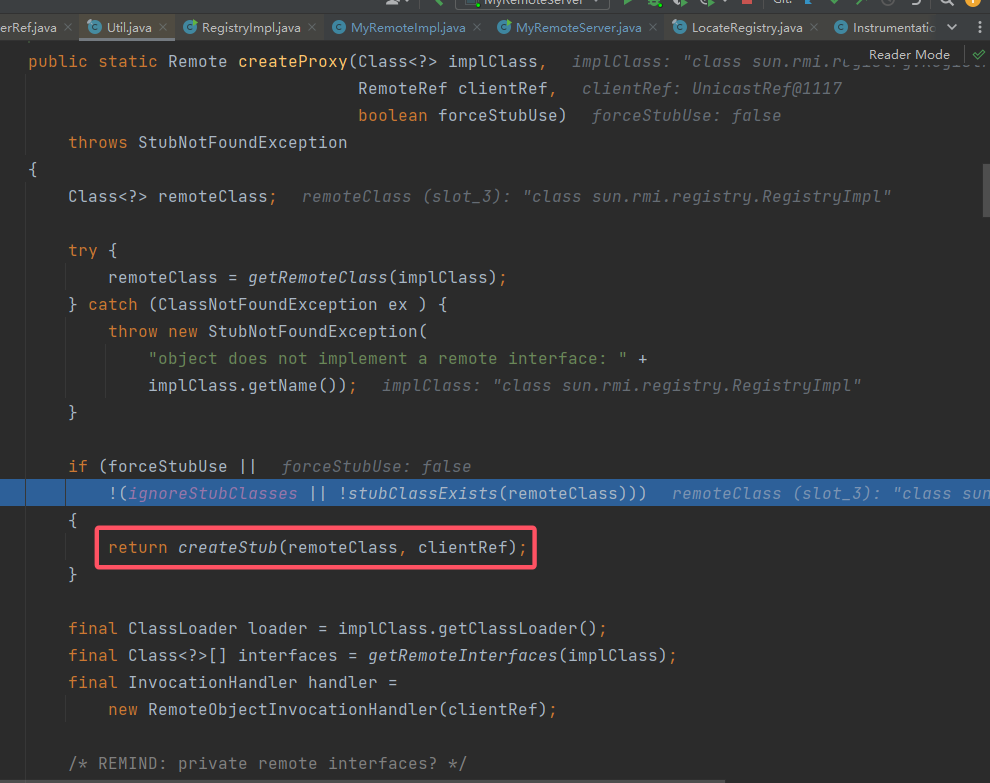 MyRemoteServer
Git:
erRef.java
Util.java
RegistryImpl.java
MyRemoteImpl.java
MyRemoteServer.java
LocateRegistry.java
Reader Mode
public static Remote createProxy(Class<?> implClass, implClass: "class sun.rmi.registry.
RemoteRef clientRef, clientRef: UnicastRef@1117
boolean forceStubUse) forceStubUse: false
throws StubNotFoundException
{
Class<?> remoteClass; remoteClass (slot_3): "class sun.rmi.registry.RegistryImpl"
try {
remoteClass = getRemoteClass(implClass);
} catch (ClassNotFoundException ex ) {
throw new StubNotFoundException(
"object does not implement a remote interface: " +
implClass.getName()); implClass: "class sun.rmi.registry.RegistryImpl"
}
if (forceStubUse || forceStubUse: false
!(ignoreStubClasses || !stubClassExists(remoteClass))) remoteClass (slot_3): "class sun
{
return createStub(remoteClass, clientRef);
}
final ClassLoader loader = implClass.getClassLoader();
final Class<?>[] interfaces = getRemoteInterfaces(implClass);
final InvocationHandler handler =
new RemoteObjectInvocationHandler(clientRef);
/* REMIND: private remote interfaces? */